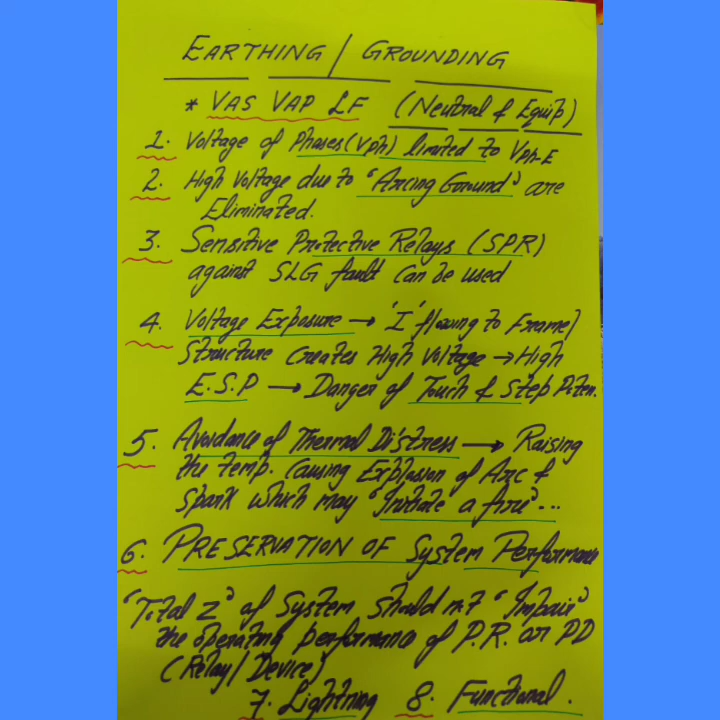 EARTHING / GROUNDING
* VAS VAP LF (Neutral & Equip)
1. Voltage of Phases (Vph) limited to VPh-E
2. High Voltage due to "Arcing Ground" are
Eliminated.
3. Sensitive Protective Relays (SPR)
against SLG fault can be used
4. Voltage Exposure → 'I' flowing to Frame/
Structure Creates High Voltage → High
E.S.P → Danger of Touch & Step Poten.
5. Avoidance of Thermal Distress → Raising
the temp. Causing Explosion of Arc &
Spark which may "Initiate a fire"...
6. PRESERVATION OF System Performance
"Total Z" of System should not "Impair"
the operating performance of P.R. or PD
(Relay/Device)
7. Lightning 8. Functional.